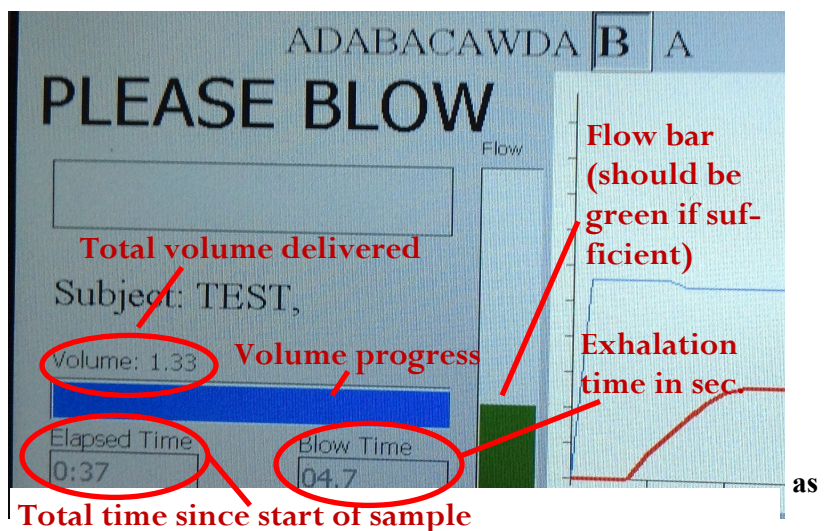 ADABACAWDA B A
PLEASE BLOW
Flow
Flow bar
(should be
green if suf-
ficient)
Total volume delivered
Subject: TEST,
Volume: 1.33
Volume progress
Exhalation
time in sec.
Elapsed Time
Blow Time
0:37
04.7
as
Total time since start of sample